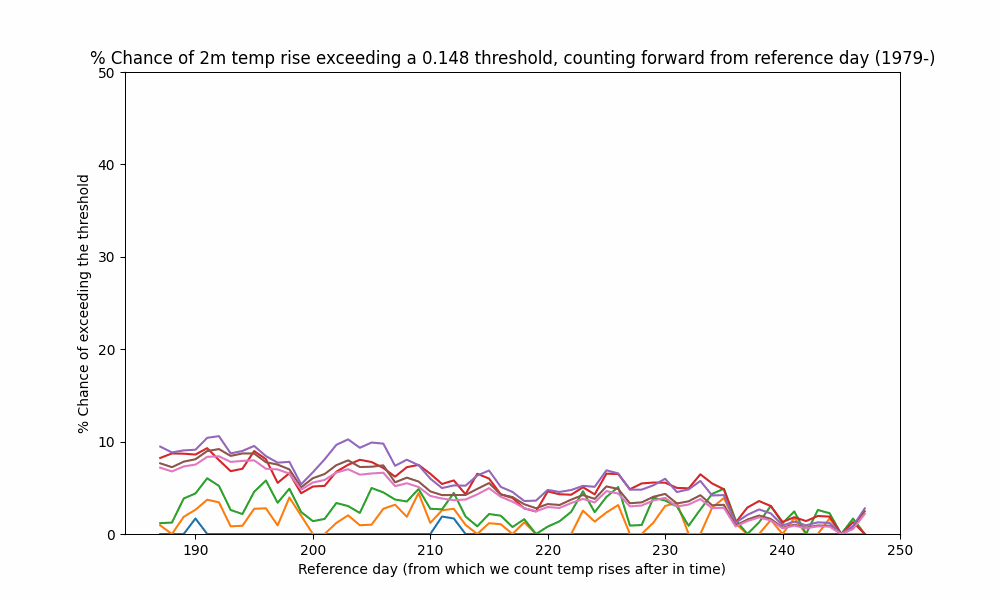 % Chance of 2m temp rise exceeding a 0.148 threshold, counting forward from reference day (1979-)
50
40
30
20
10
0
% Chance of exceeding the threshold
190 200 210 220 230 240 250
Reference day (from which we count temp rises after in time)